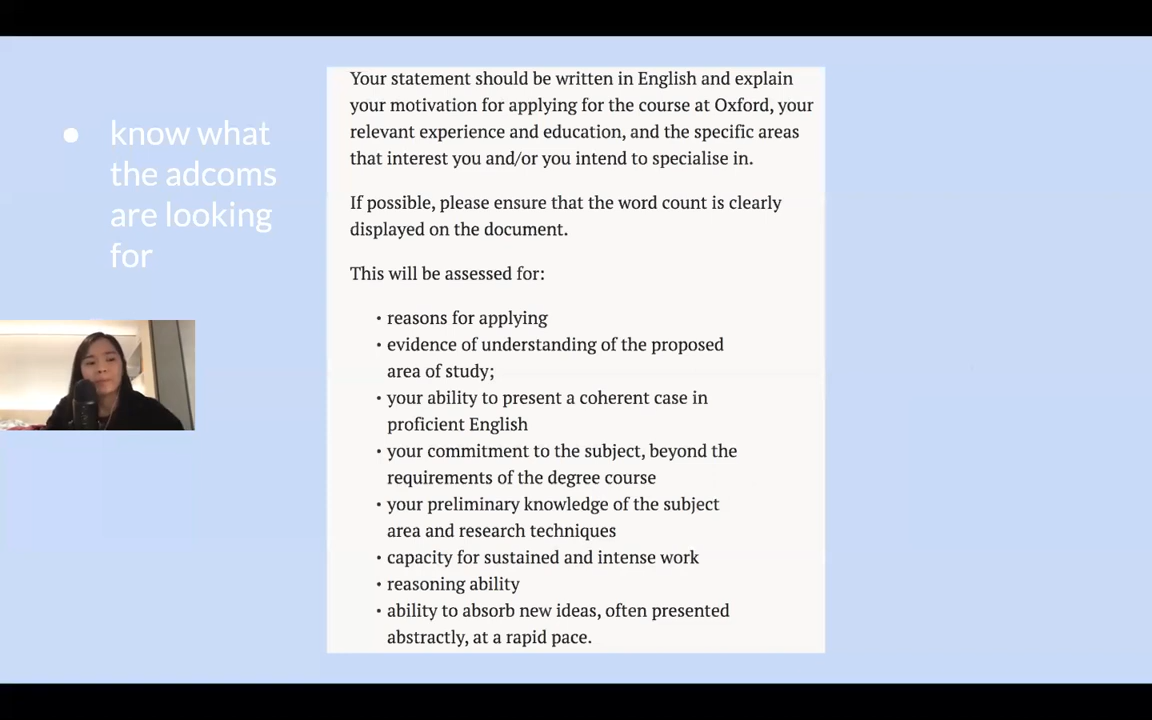 ● know what
the adcoms
are looking
for
Your statement should be written in English and explain
your motivation for applying for the course at Oxford, your
relevant experience and education, and the specific areas
that interest you and/or you intend to specialise in.
If possible, please ensure that the word count is clearly
displayed on the document.
This will be assessed for:
• reasons for applying
• evidence of understanding of the proposed
area of study;
• your ability to present a coherent case in
proficient English
• your commitment to the subject, beyond the
requirements of the degree course
• your preliminary knowledge of the subject
area and research techniques
• capacity for sustained and intense work
• reasoning ability
• ability to absorb new ideas, often presented
abstractly, at a rapid pace.